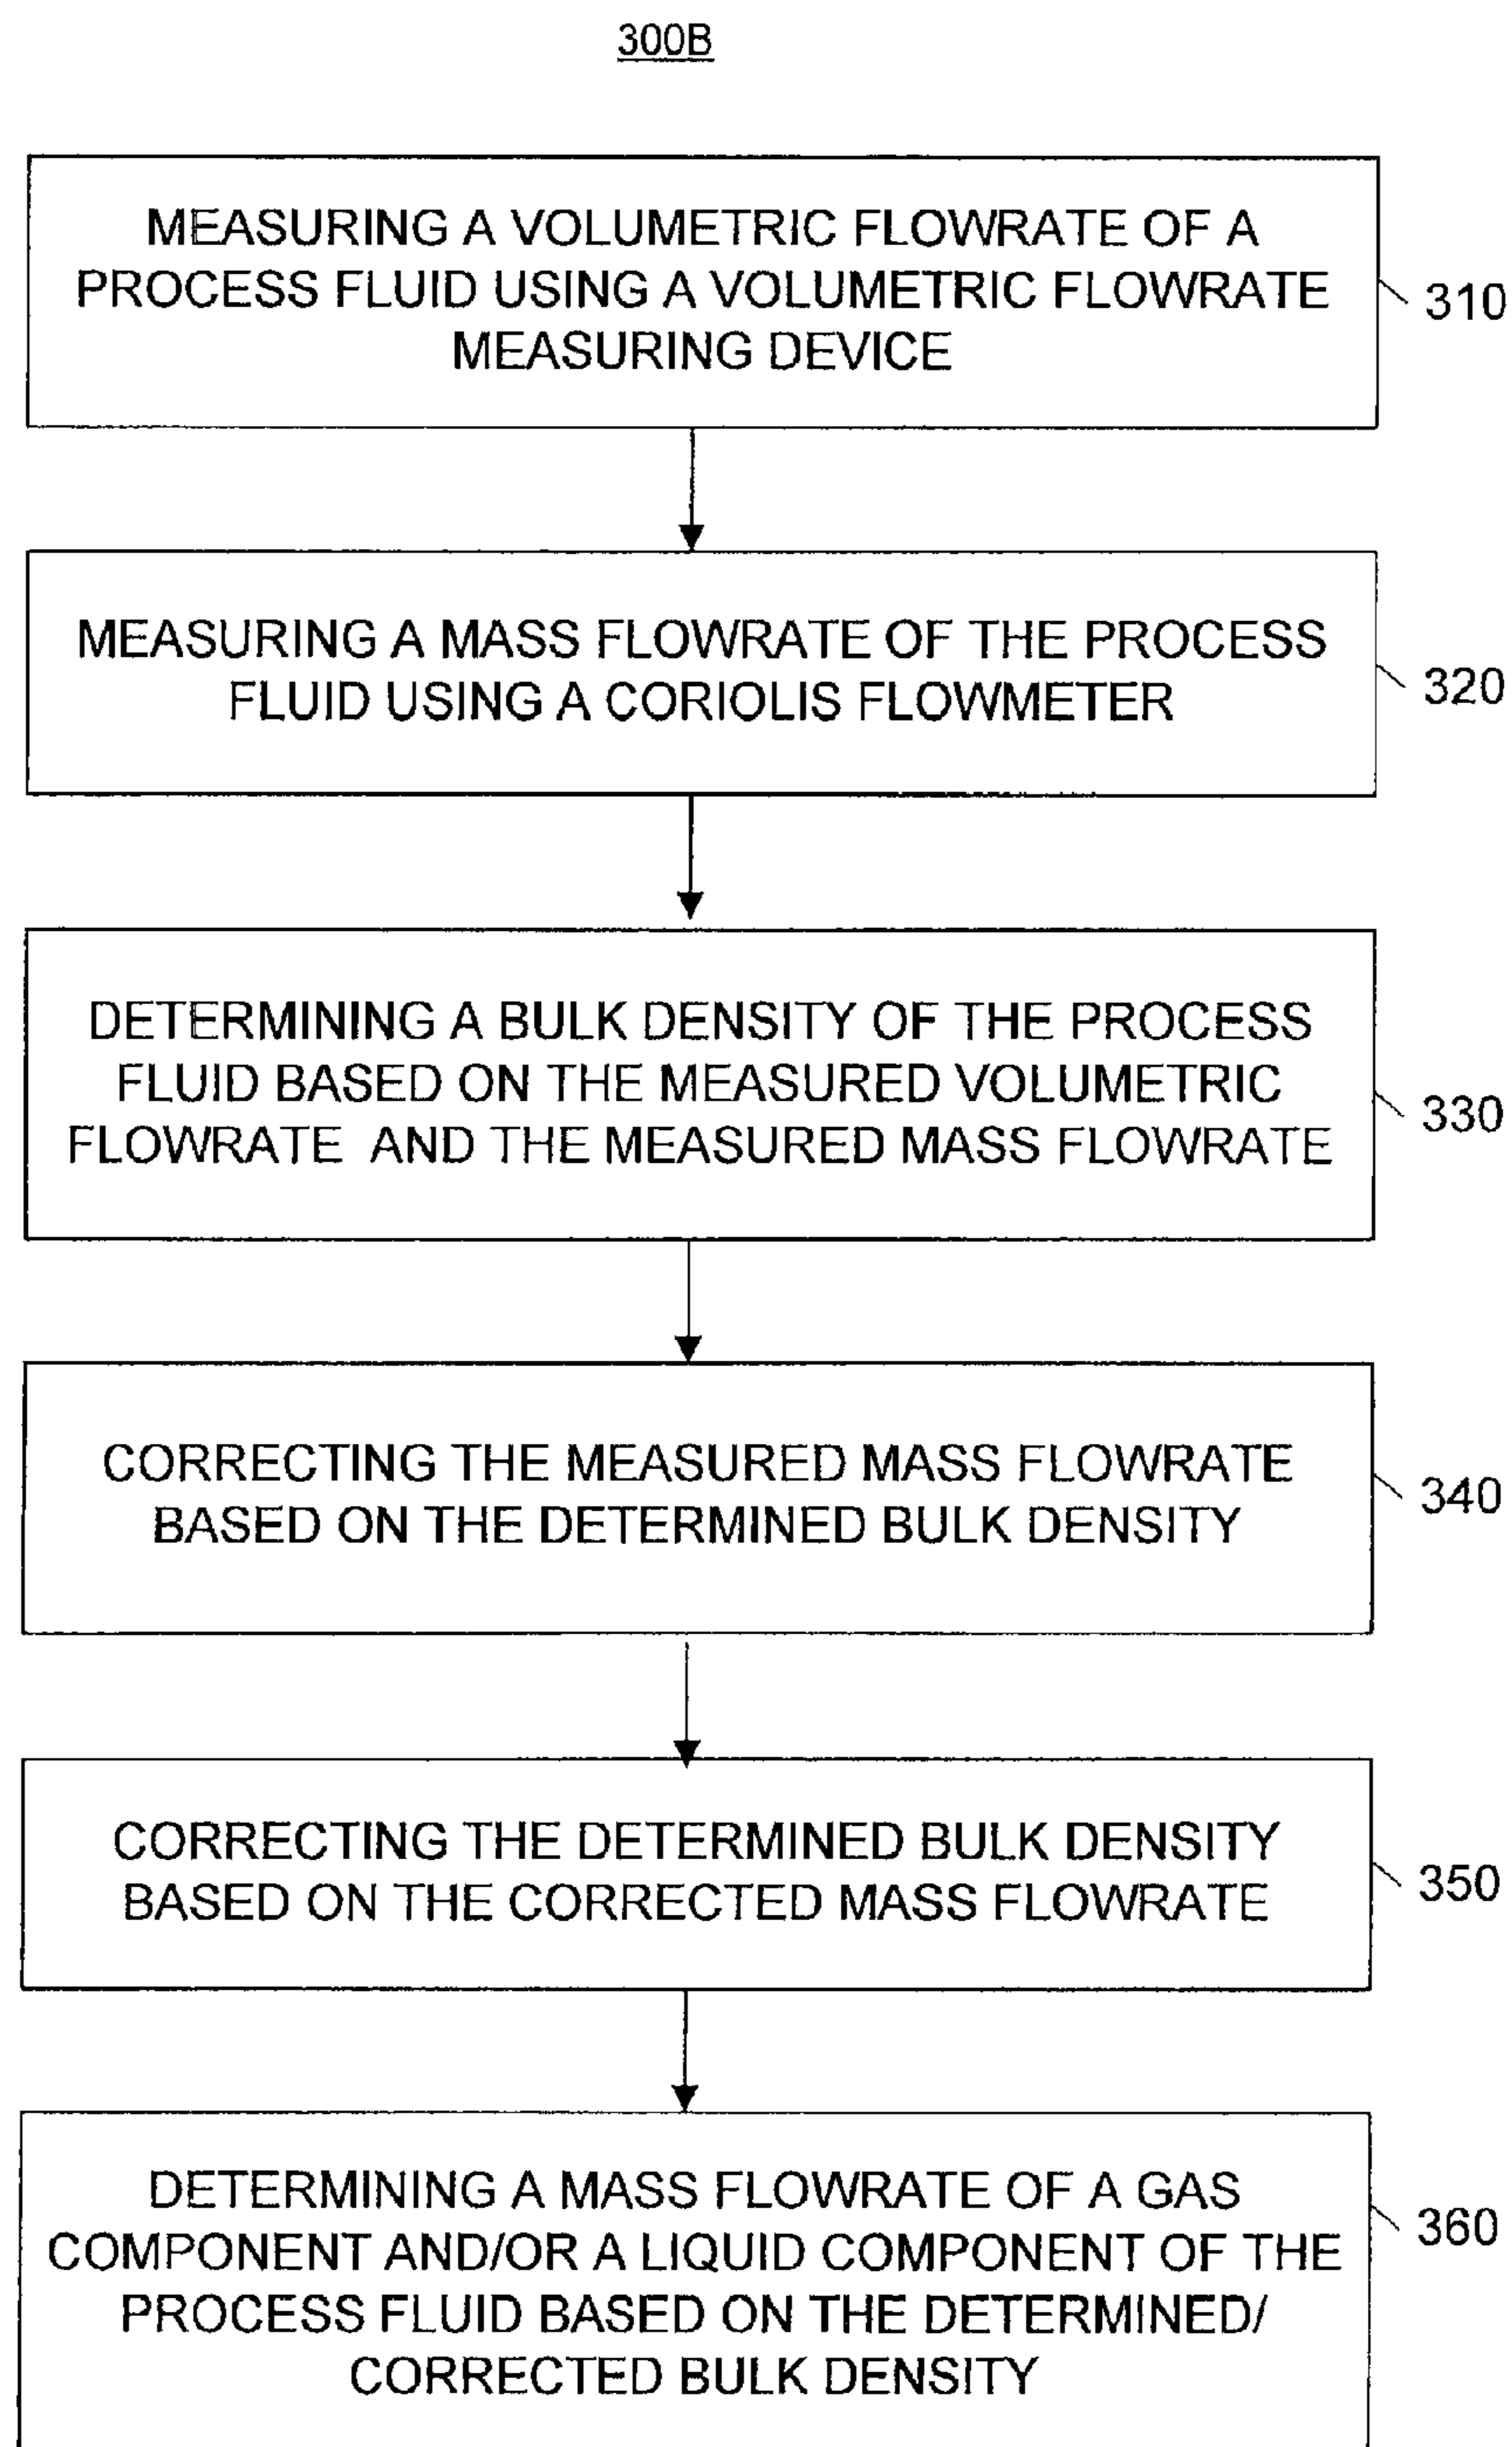 300B
MEASURING A VOLUMETRIC FLOWRATE OF A
PROCESS FLUID USING A VOLUMETRIC FLOWRATE
MEASURING DEVICE
310
MEASURING A MASS FLOWRATE OF THE PROCESS
FLUID USING A CORIOLIS FLOWMETER
320
DETERMINING A BULK DENSITY OF THE PROCESS
FLUID BASED ON THE MEASURED VOLUMETRIC
FLOWRATE AND THE MEASURED MASS FLOWRATE
330
CORRECTING THE MEASURED MASS FLOWRATE
BASED ON THE DETERMINED BULK DENSITY
340
CORRECTING THE DETERMINED BULK DENSITY
BASED ON THE CORRECTED MASS FLOWRATE
350
DETERMINING A MASS FLOWRATE OF A GAS
COMPONENT AND/OR A LIQUID COMPONENT OF THE
PROCESS FLUID BASED ON THE DETERMINED/
CORRECTED BULK DENSITY
360